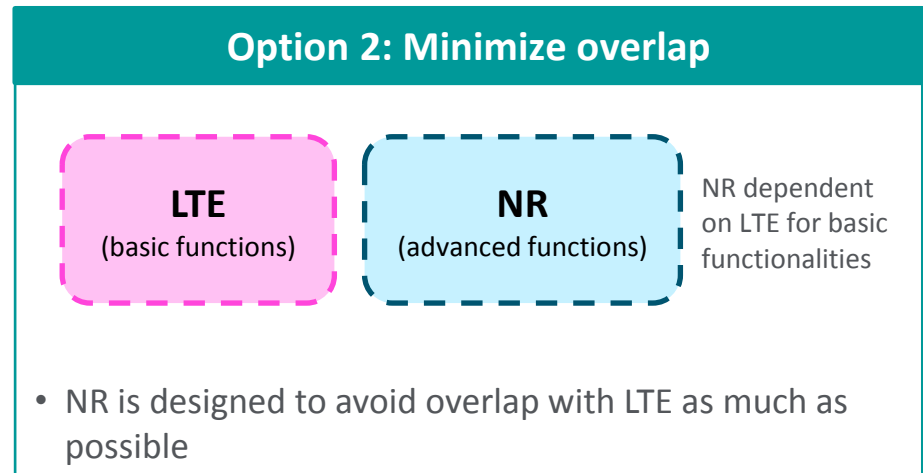 Option 2: Minimize overlap
LTE
(basic functions)
NR
(advanced functions)
NR dependent
on LTE for basic
functionalities
• NR is designed to avoid overlap with LTE as much as
possible